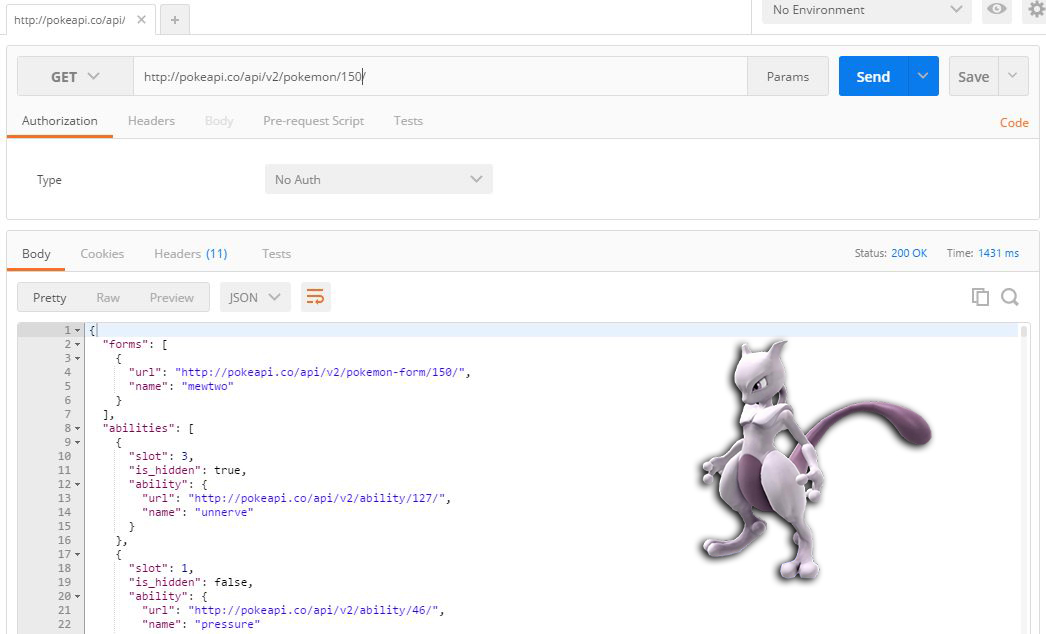 http://pokeapi.co/api/ × +
No Environment
GET http://pokeapi.co/api/v2/pokemon/150/ Params Send Save
Authorization Headers Body Pre-request Script Tests Code
Type No Auth
Body Cookies Headers (11) Tests Status: 200 OK Time: 1431 ms
Pretty Raw Preview JSON
1 {
2 "forms": [
3 {
4 "url": "http://pokeapi.co/api/v2/pokemon-form/150/",
5 "name": "mewtwo"
6 }
7 ],
8 "abilities": [
9 {
10 "slot": 3,
11 "is_hidden": true,
12 "ability": {
13 "url": "http://pokeapi.co/api/v2/ability/127/",
14 "name": "unnerve"
15 }
16 },
17 {
18 "slot": 1,
19 "is_hidden": false,
20 "ability": {
21 "url": "http://pokeapi.co/api/v2/ability/46/",
22 "name": "pressure"